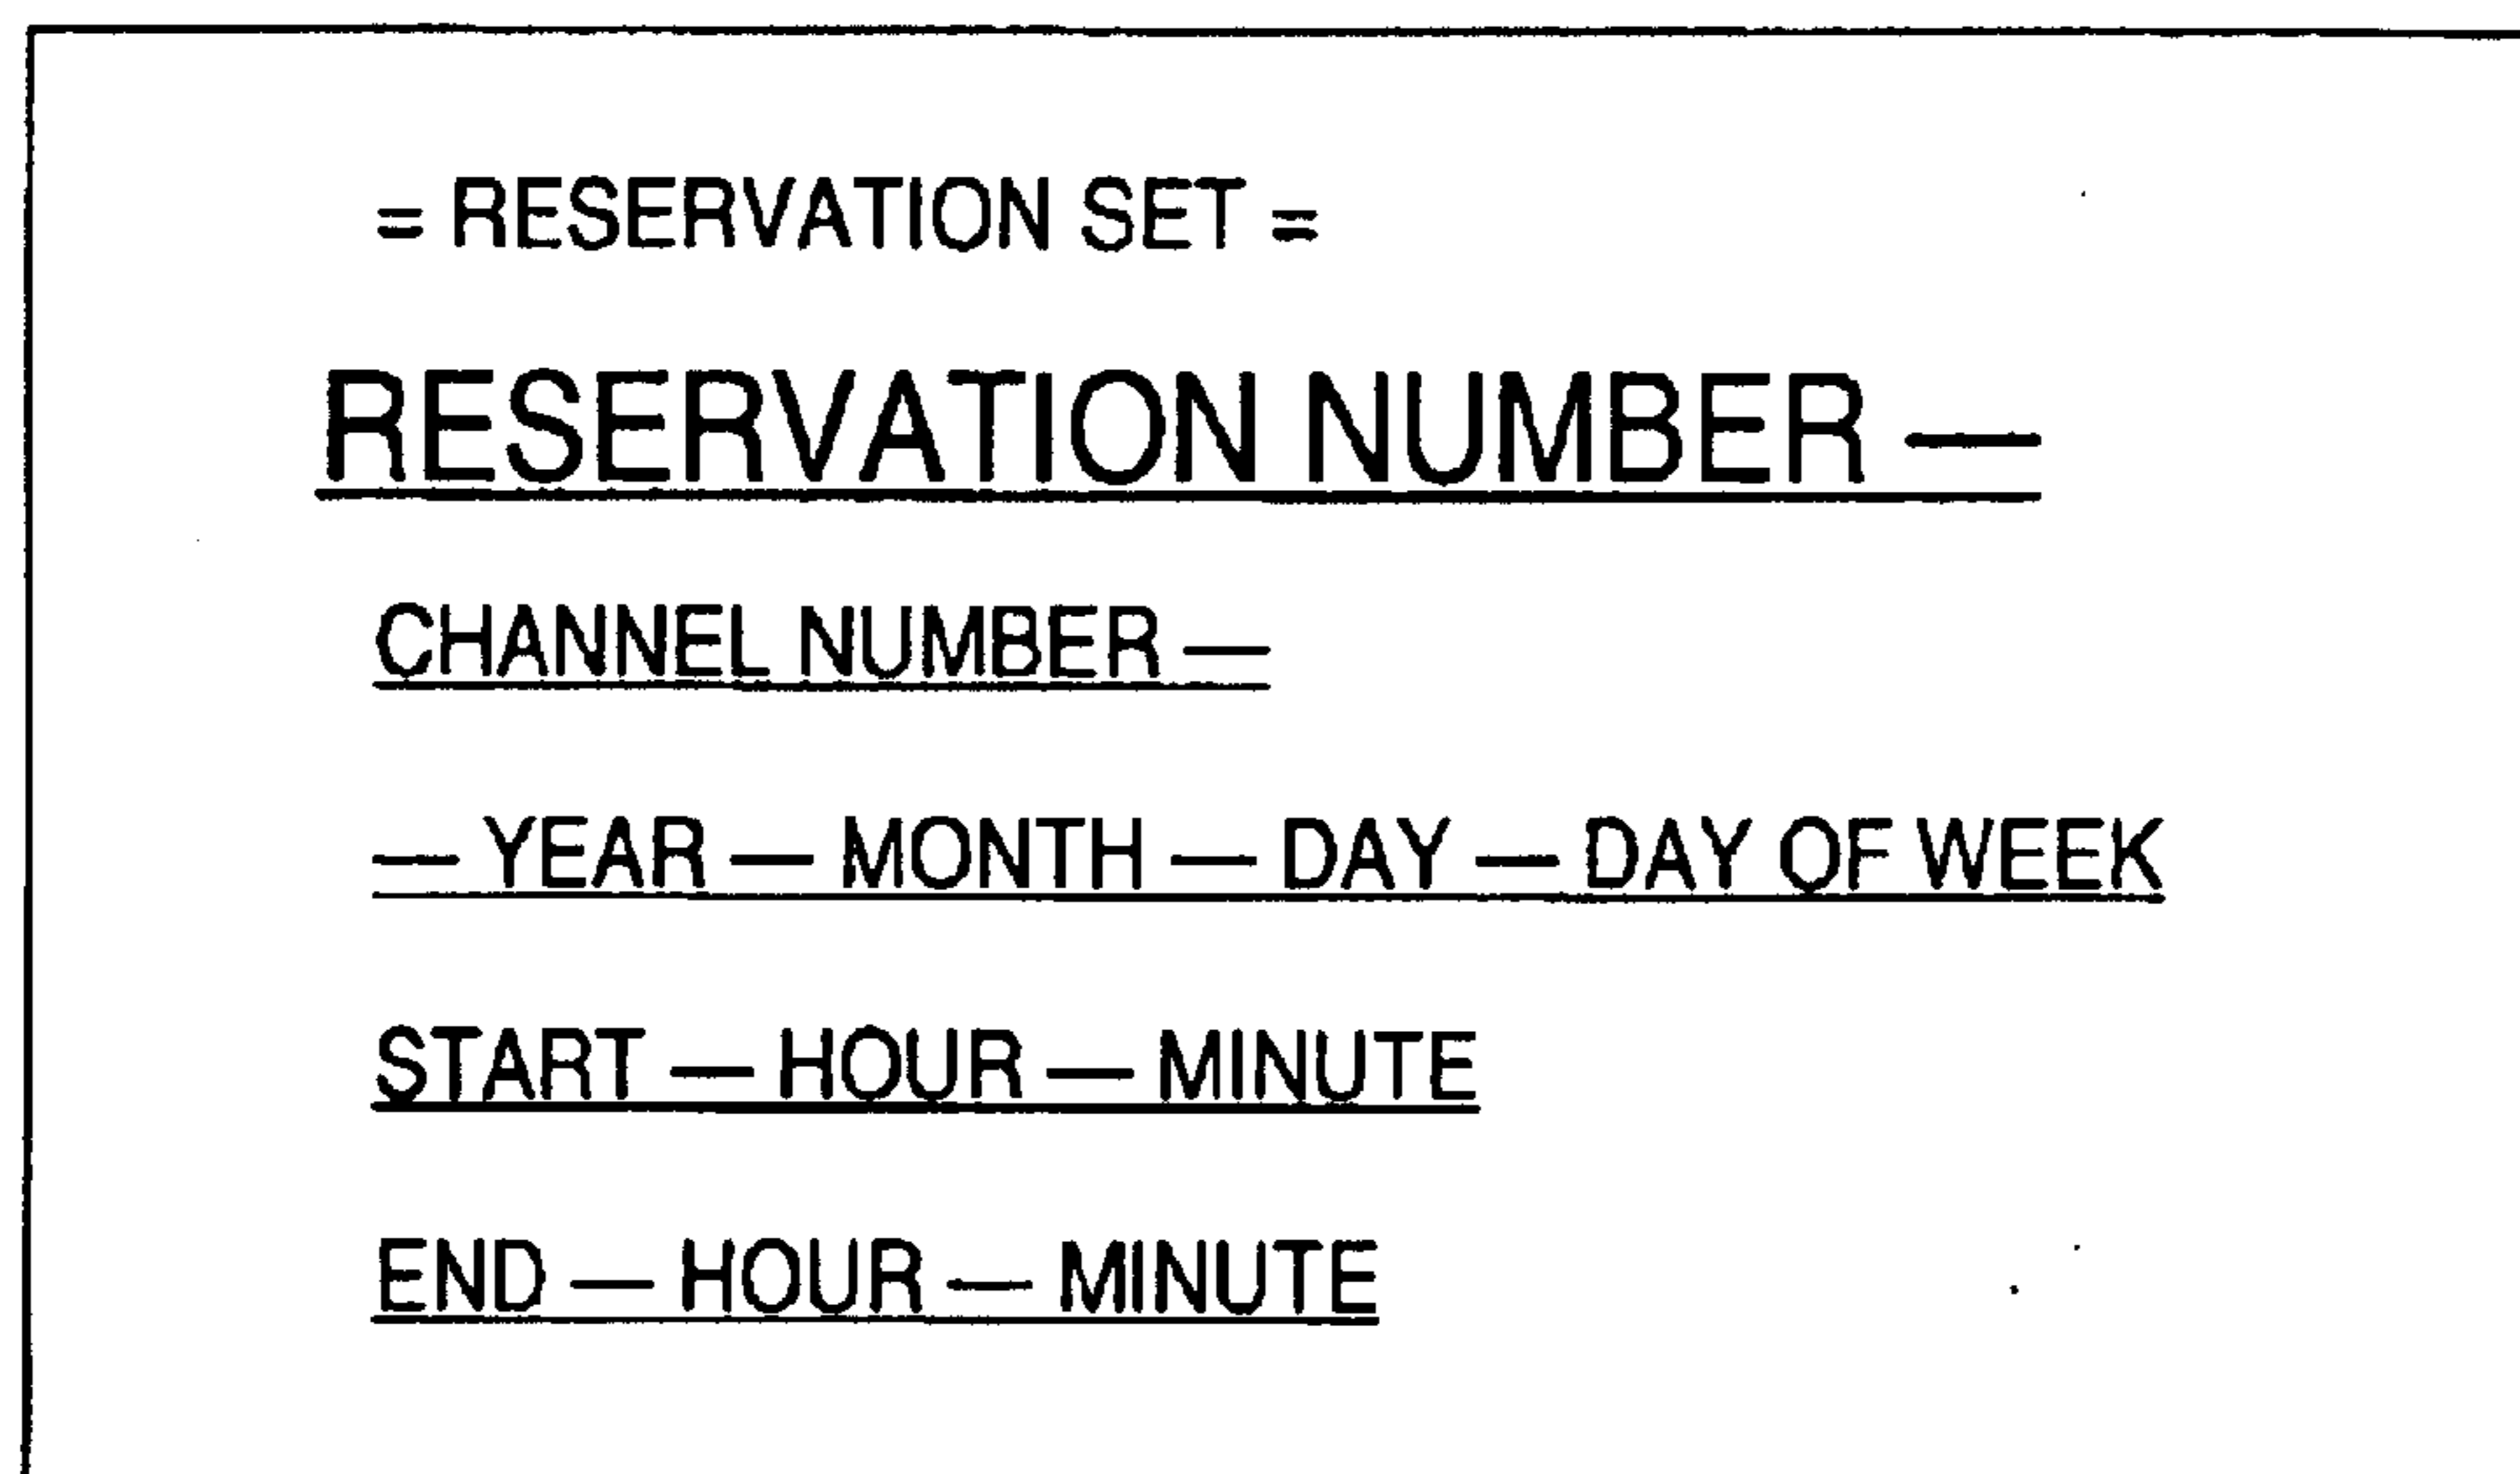 = RESERVATION SET =
RESERVATION NUMBER —
CHANNEL NUMBER —
— YEAR — MONTH — DAY — DAY OF WEEK
START — HOUR — MINUTE
END — HOUR — MINUTE